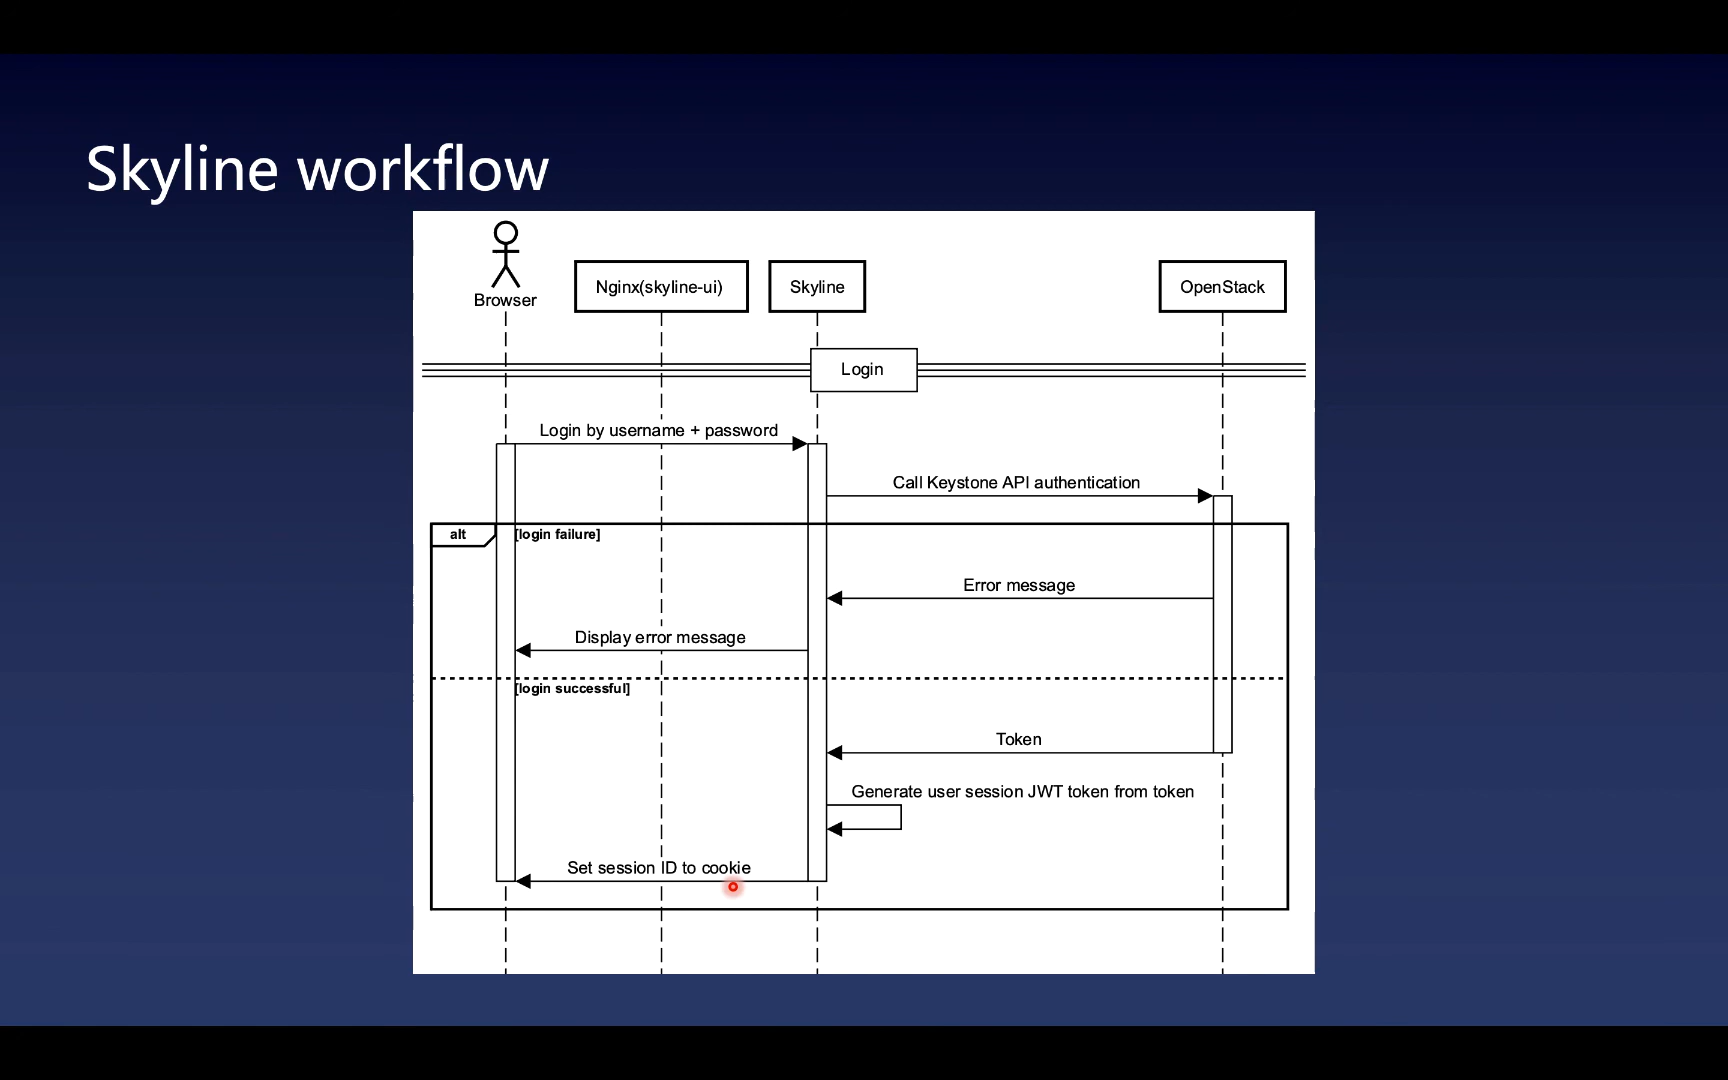 Skyline workflow
Browser
Nginx(skyline-ui)
Skyline
OpenStack
Login
Login by username + password
Call Keystone API authentication
alt
[login failure]
Error message
Display error message
[login successful]
Token
Generate user session JWT token from token
Set session ID to cookie